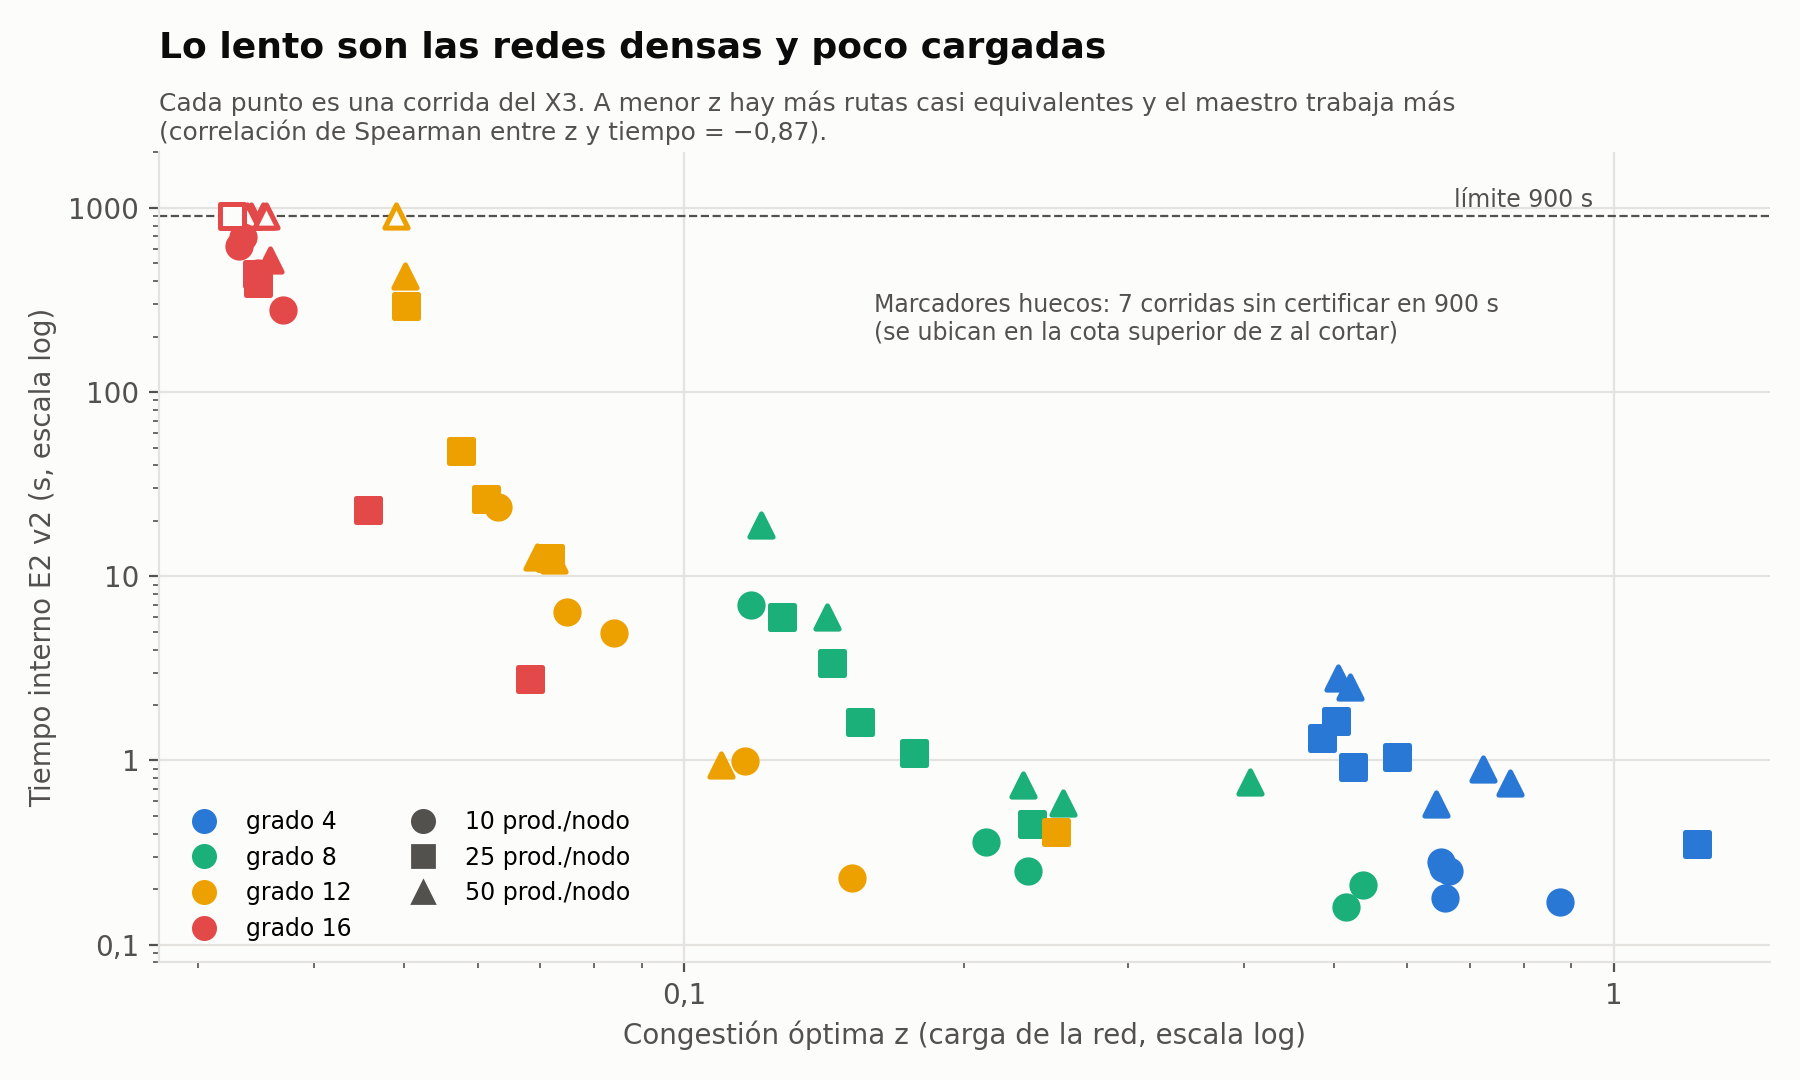 Lo lento son las redes densas y poco cargadas
Cada punto es una corrida del X3. A menor z hay más rutas casi equivalentes y el maestro trabaja más
(correlación de Spearman entre z y tiempo = −0,87).
límite 900 s
Marcadores huecos: 7 corridas sin certificar en 900 s
(se ubican en la cota superior de z al cortar)
Tiempo interno E2 v2 (s, escala log)
1000
100
10
1
0,1
grado 4
grado 8
grado 12
grado 16
10 prod./nodo
25 prod./nodo
50 prod./nodo
0,1
1
Congestión óptima z (carga de la red, escala log)